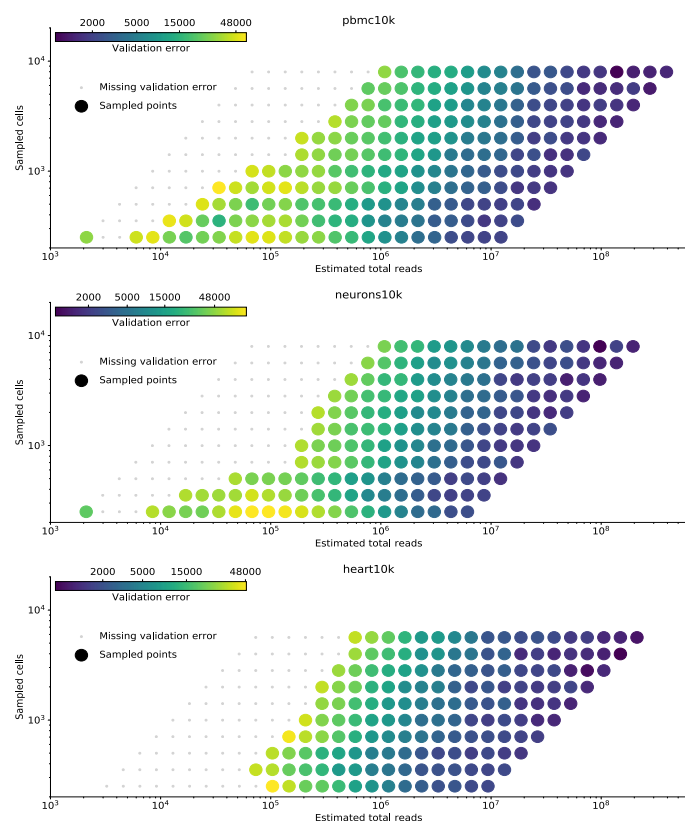 pbmc10k
2000 5000 15000 48000
Validation error
Missing validation error
Sampled points
Sampled cells
10^4
10^3
10^3 10^4 10^5 10^6 10^7 10^8
Estimated total reads
neurons10k
2000 5000 15000 48000
Validation error
Missing validation error
Sampled points
Sampled cells
10^4
10^3
10^3 10^4 10^5 10^6 10^7 10^8
Estimated total reads
heart10k
2000 5000 15000 48000
Validation error
Missing validation error
Sampled points
Sampled cells
10^4
10^3
10^3 10^4 10^5 10^6 10^7 10^8
Estimated total reads